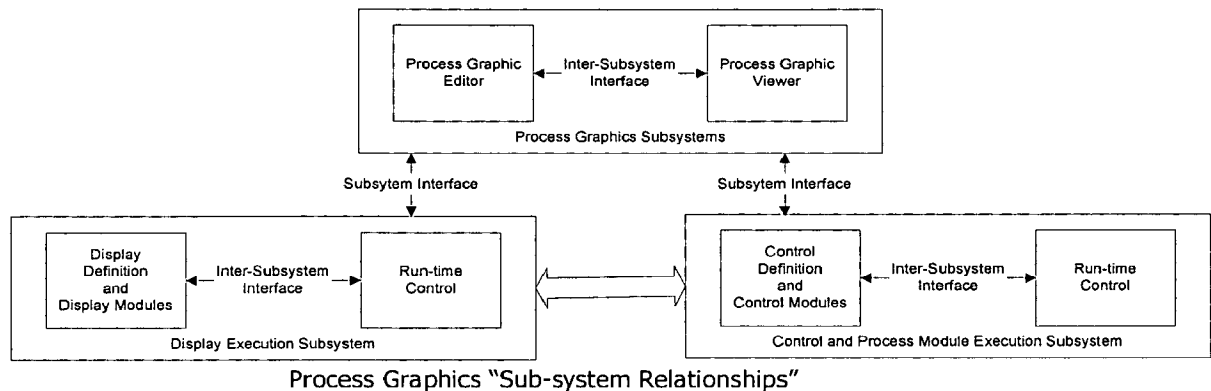 Process Graphic
Editor
Inter-Subsystem
Interface
Process Graphic
Viewer
Process Graphics Subsystems
Subsytem Interface
Subsytem Interface
Display
Definition
and
Display Modules
Inter-Subsystem
Interface
Run-time
Control
Display Execution Subsystem
Control
Definition
and
Control Modules
Inter-Subsystem
Interface
Run-time
Control
Control and Process Module Execution Subsystem
Process Graphics “Sub-system Relationships”